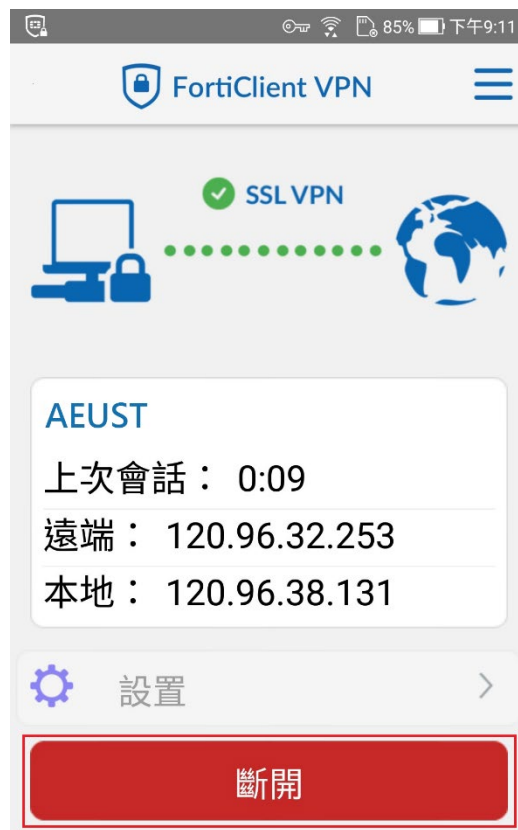 85% 下午9:11
FortiClient VPN
SSL VPN
AEUST
上次會話： 0:09
遠端： 120.96.32.253
本地： 120.96.38.131
設置
斷開